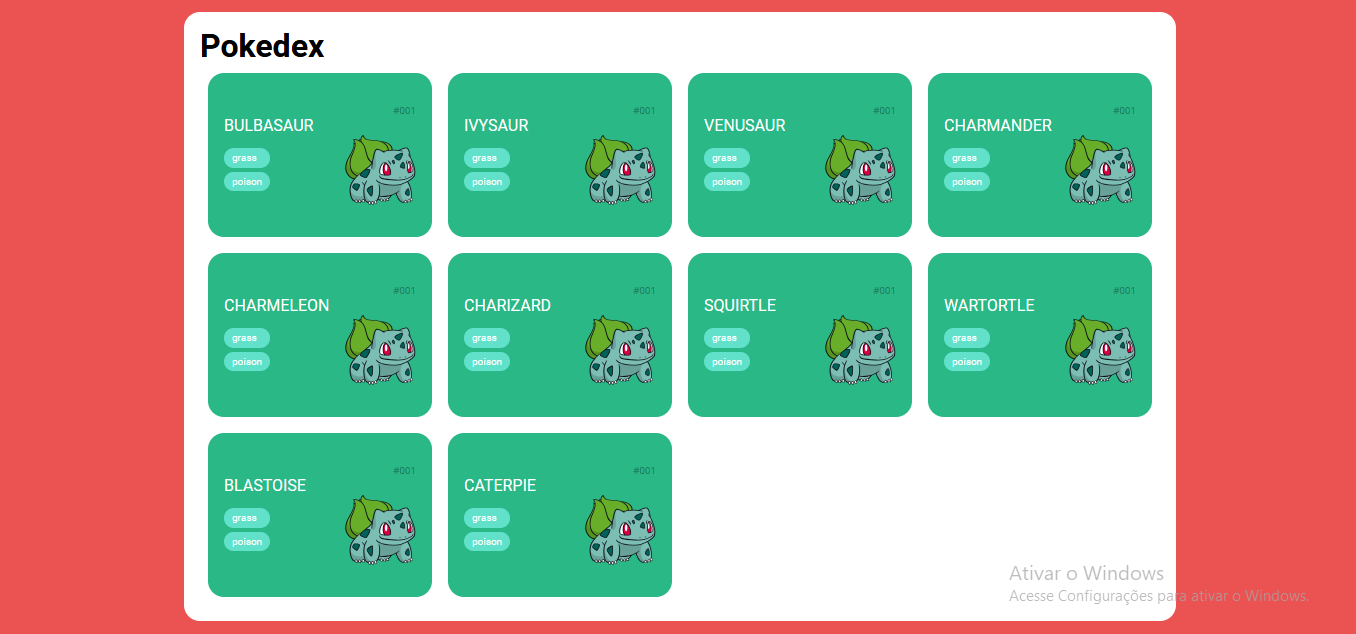 Pokedex
#001
BULBASAUR
grass
poison
#001
IVYSAUR
grass
poison
#001
VENUSAUR
grass
poison
#001
CHARMANDER
grass
poison
#001
CHARMELEON
grass
poison
#001
CHARIZARD
grass
poison
#001
SQUIRTLE
grass
poison
#001
WARTORTLE
grass
poison
#001
BLASTOISE
grass
poison
#001
CATERPIE
grass
poison
Ativar o Windows
Acesse Configurações para ativar o Windows.